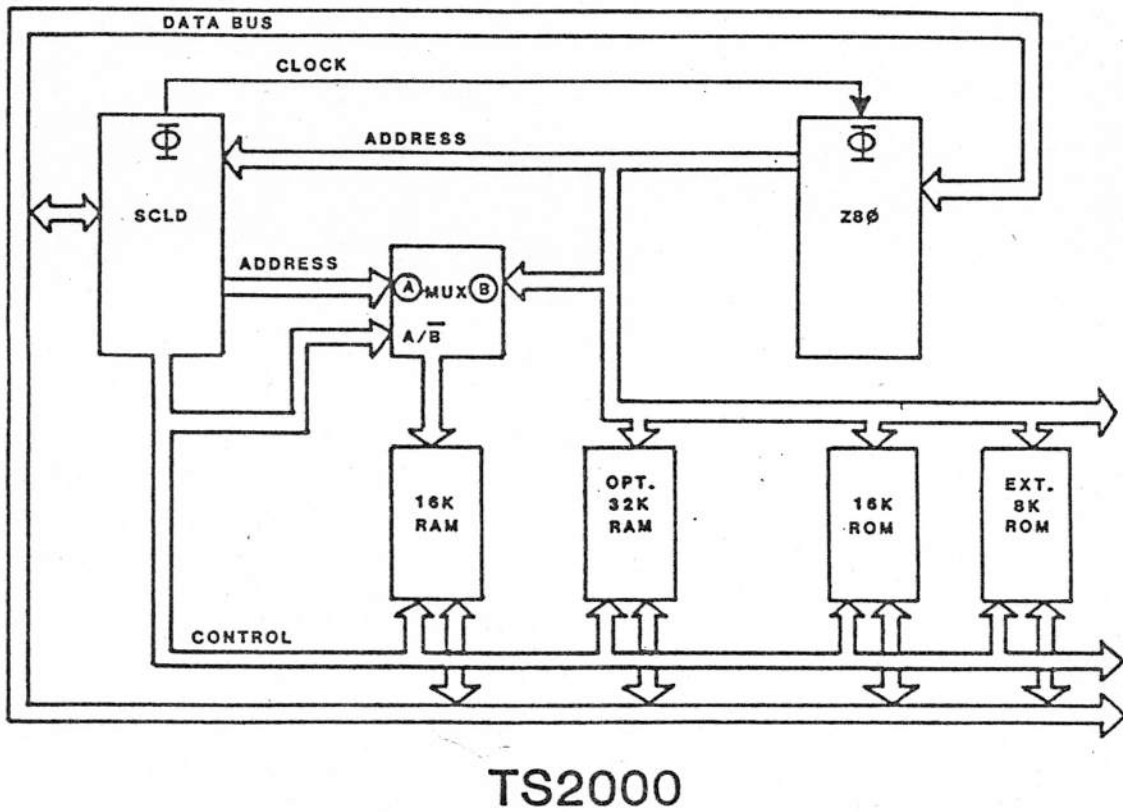 DATA BUS
CLOCK
Φ
Φ
ADDRESS
SCLD
Z8Ø
ADDRESS
A MUX B
A/B̅
16K
RAM
OPT.
32K
RAM
16K
ROM
EXT.
8K
ROM
CONTROL
TS2000